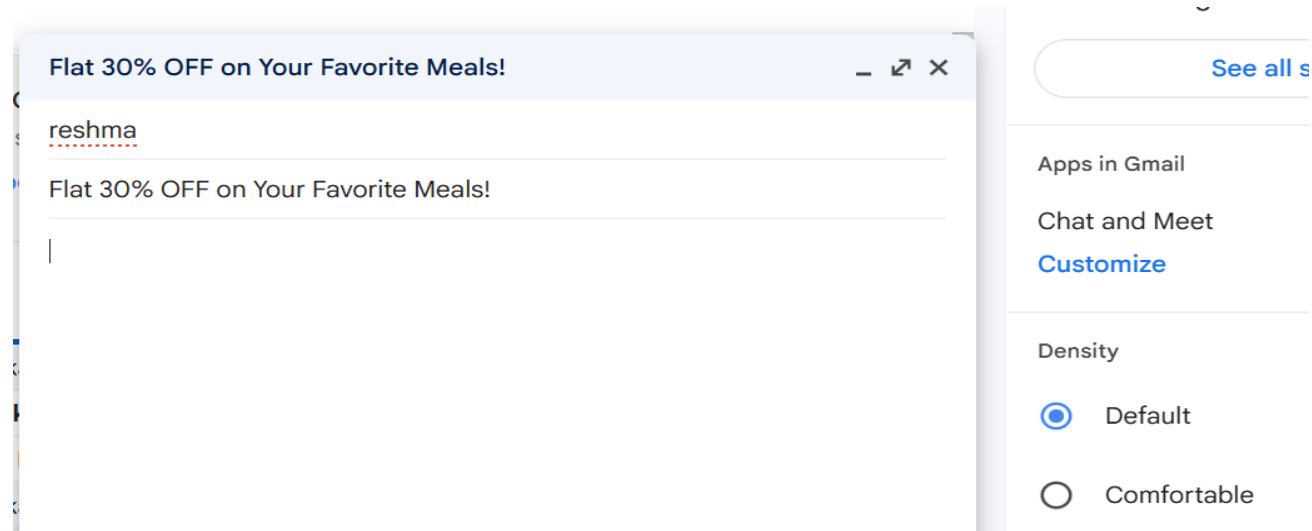 Flat 30% OFF on Your Favorite Meals!
reshma
Flat 30% OFF on Your Favorite Meals!
See all s
Apps in Gmail
Chat and Meet
Customize
Density
Default
Comfortable